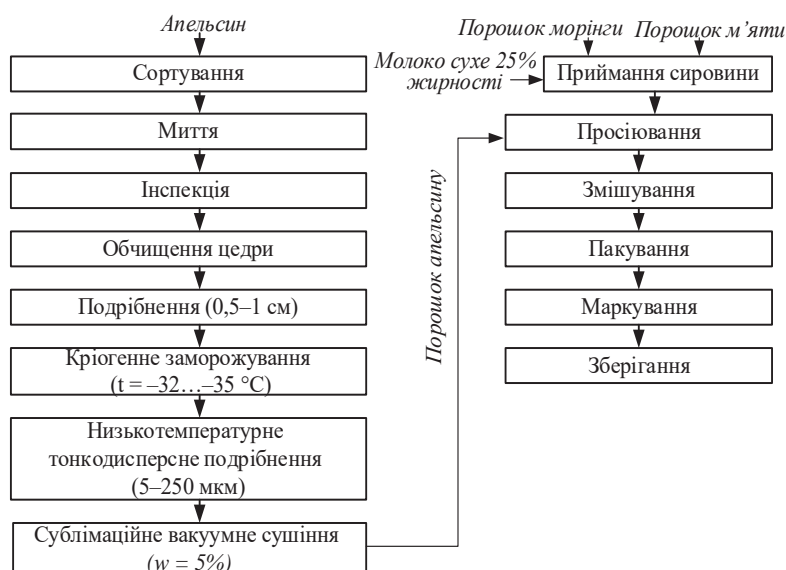 Апельсин
Сортування
Миття
Інспекція
Обчищення цедри
Подрібнення (0,5–1 см)
Кріогенне заморожування
(t = –32…–35 °C)
Низькотемпературне
тонкодисперсне подрібнення
(5–250 мкм)
Сублімаційне вакуумне сушіння
(w = 5%)
Порошок апельсину
Порошок морінги
Порошок м’яти
Молоко сухе 25%
жирності
Приймання сировини
Просіювання
Змішування
Пакування
Маркування
Зберігання